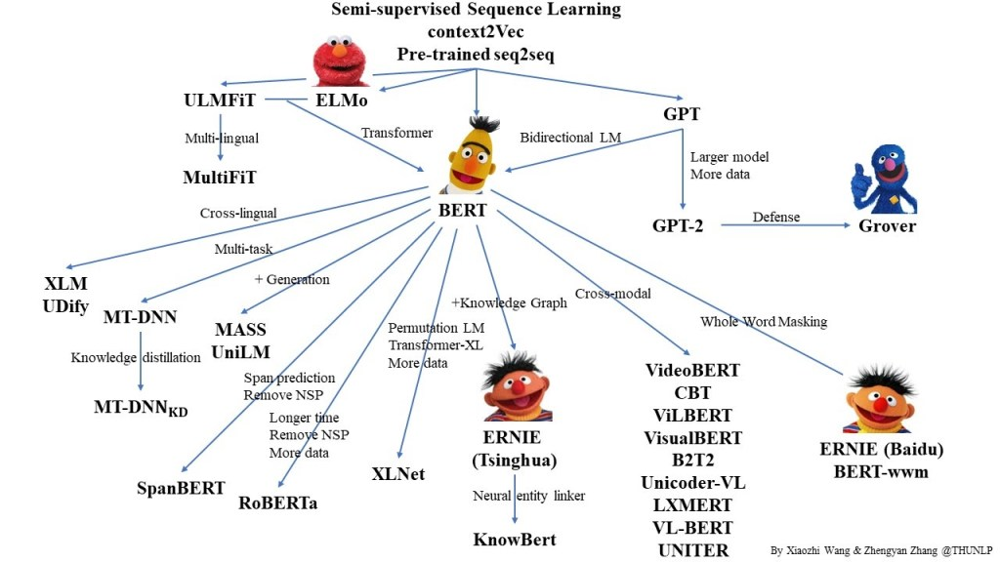 Semi-supervised Sequence Learning
context2Vec
Pre-trained seq2seq
ULMFiT
ELMo
GPT
Multi-lingual
Transformer
Bidirectional LM
Larger model
More data
MultiFiT
BERT
GPT-2
Defense
Grover
Cross-lingual
Multi-task
+ Generation
+Knowledge Graph
Cross-modal
Whole Word Masking
XLM
UDify
MT-DNN
MASS
UniLM
Knowledge distillation
MT-DNNKD
Permutation LM
Transformer-XL
More data
Span prediction
Remove NSP
Longer time
Remove NSP
More data
SpanBERT
RoBERTa
XLNet
ERNIE
(Tsinghua)
Neural entity linker
KnowBert
VideoBERT
CBT
ViLBERT
VisualBERT
B2T2
Unicoder-VL
LXMERT
VL-BERT
UNITER
ERNIE (Baidu)
BERT-wwm
By Xiaozhi Wang & Zhengyan Zhang @THUNLP